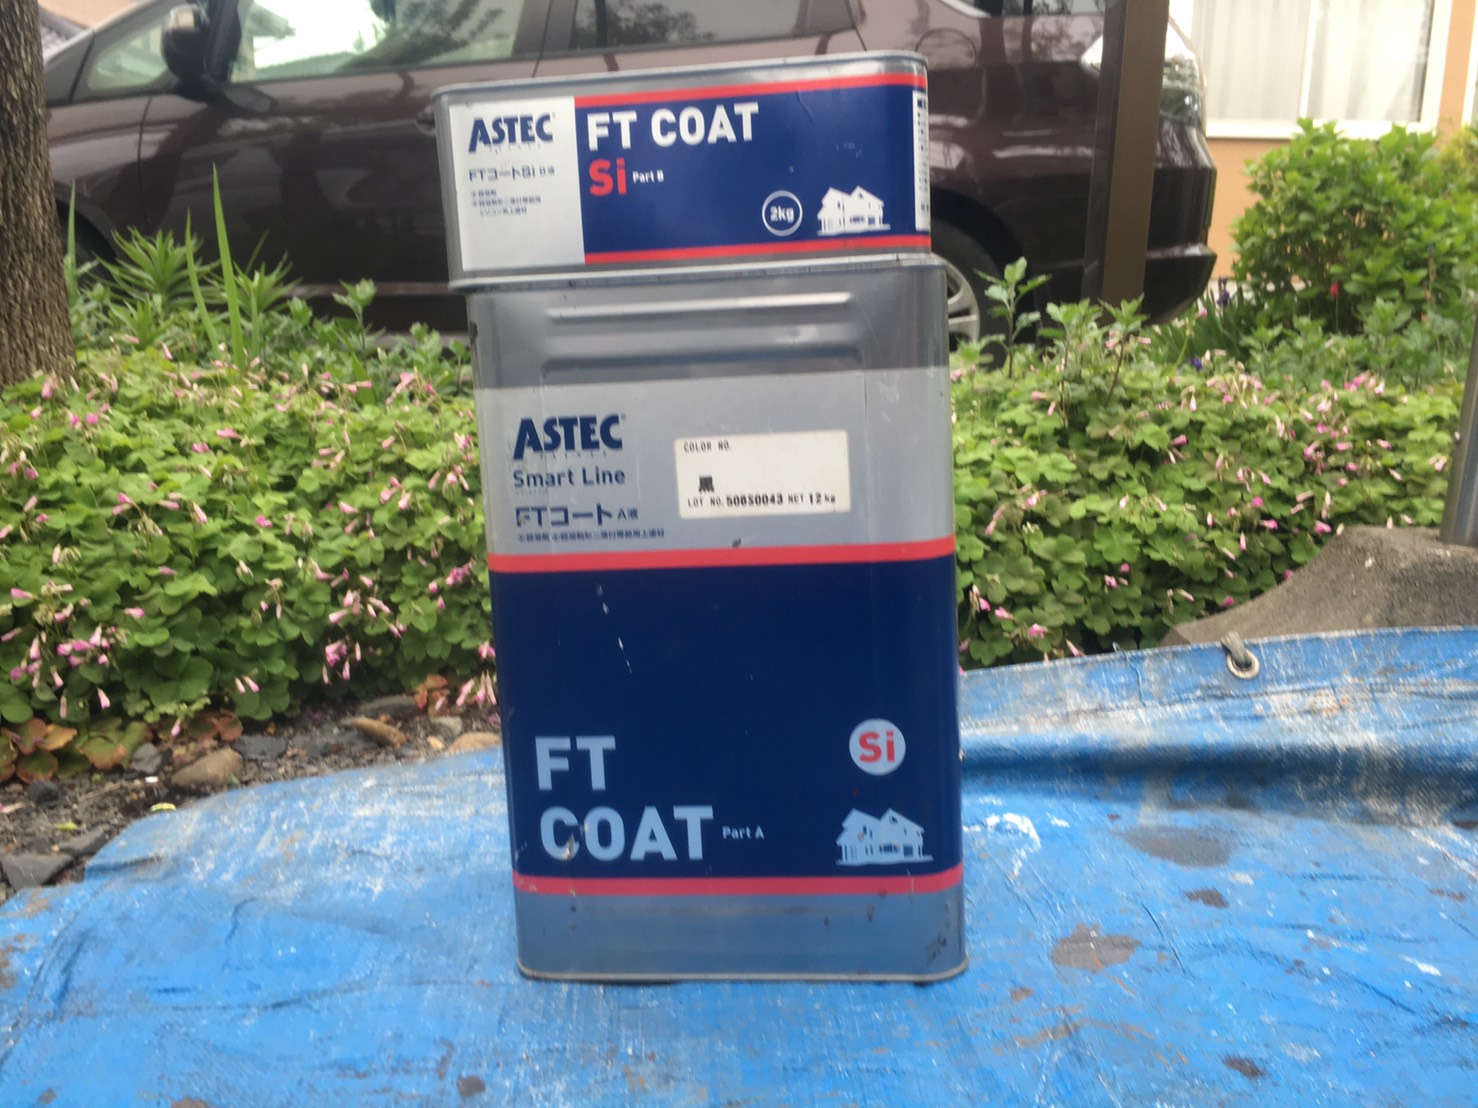 ASTEC
FTコートSi B液
FT COAT
Si Part B
2kg
ASTEC
Smart Line
FTコート A液
COLOR NO.
黒
LOT NO. 506S0043 NET 12 kg
FT
COAT Part A
Si